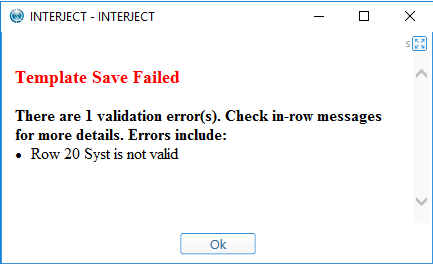 INTERJECT - INTERJECT
s
Template Save Failed
There are 1 validation error(s). Check in-row messages
for more details. Errors include:
• Row 20 Syst is not valid
Ok